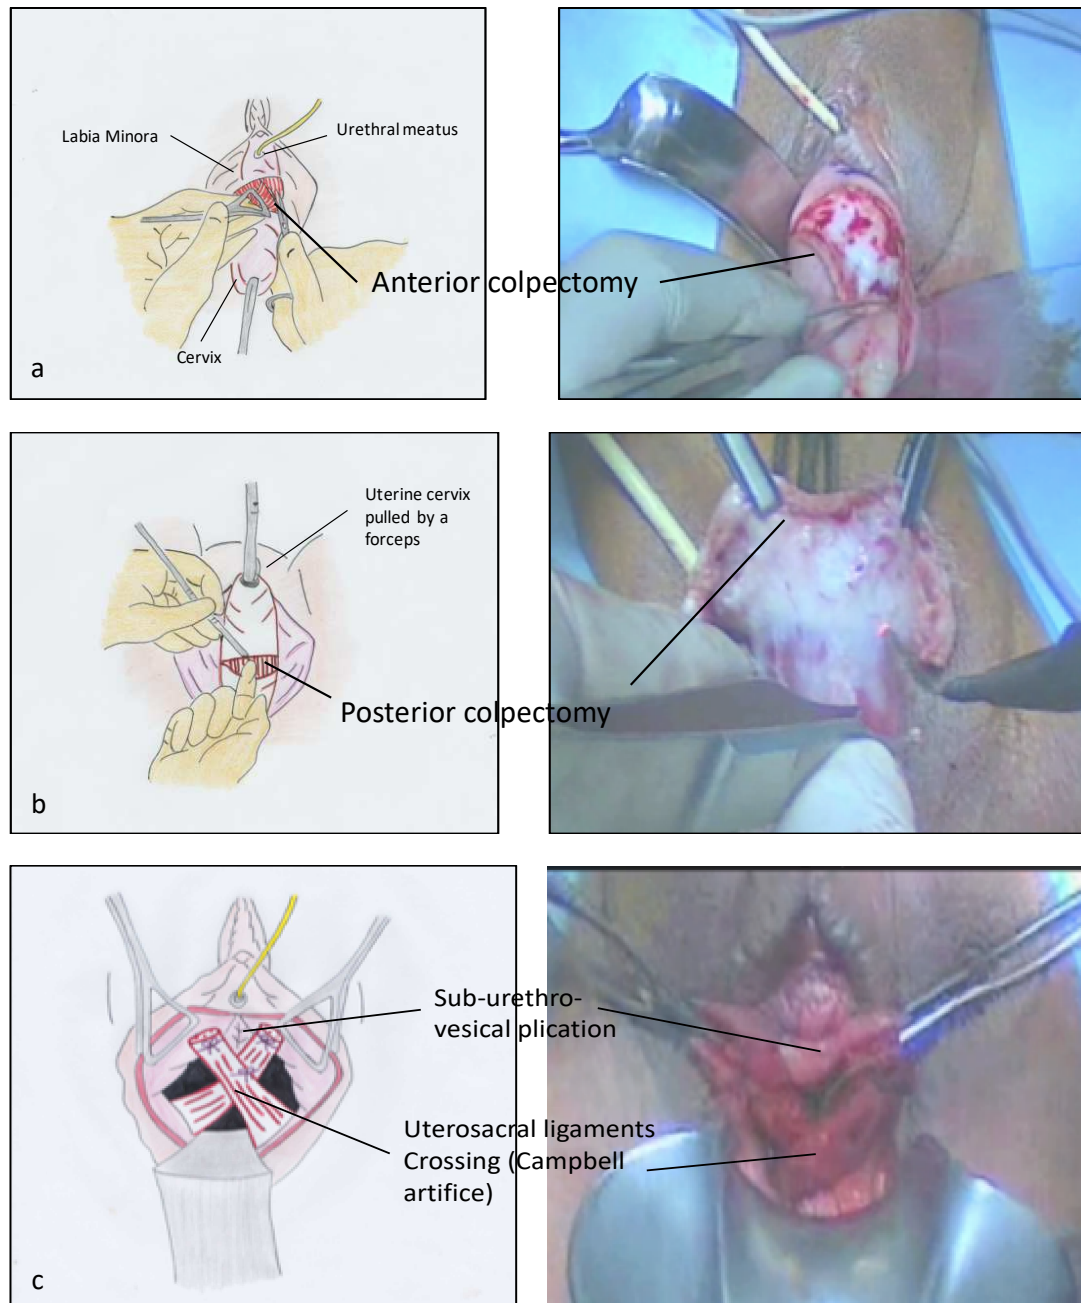 Labia Minora
Urethral meatus
Anterior colpectomy
Cervix
a
Uterine cervix
pulled by a
forceps
Posterior colpectomy
b
Sub-urethro-
vesical plication
Uterosacral ligaments
Crossing (Campbell
artifice)
c